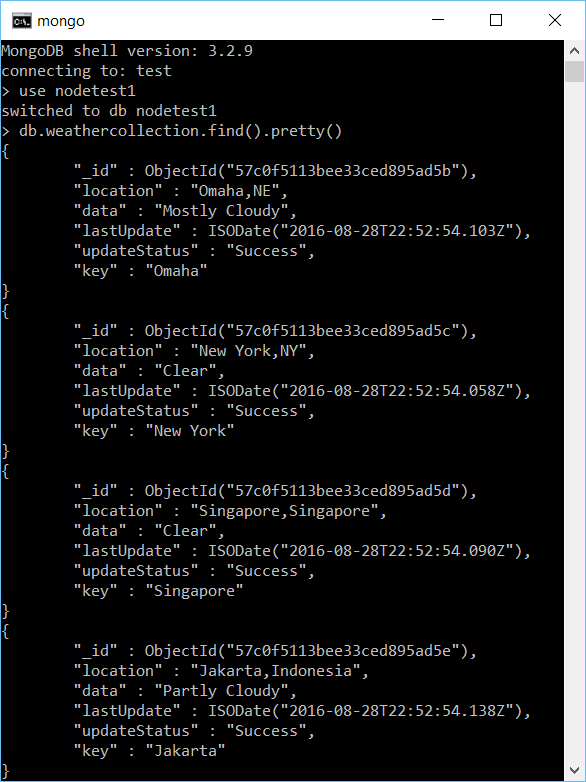 mongo
MongoDB shell version: 3.2.9
connecting to: test
> use nodetest1
switched to db nodetest1
> db.weathercollection.find().pretty()
{
        "_id" : ObjectId("57c0f5113bee33ced895ad5b"),
        "location" : "Omaha,NE",
        "data" : "Mostly Cloudy",
        "lastUpdate" : ISODate("2016-08-28T22:52:54.103Z"),
        "updateStatus" : "Success",
        "key" : "Omaha"
}
{
        "_id" : ObjectId("57c0f5113bee33ced895ad5c"),
        "location" : "New York,NY",
        "data" : "Clear",
        "lastUpdate" : ISODate("2016-08-28T22:52:54.058Z"),
        "updateStatus" : "Success",
        "key" : "New York"
}
{
        "_id" : ObjectId("57c0f5113bee33ced895ad5d"),
        "location" : "Singapore,Singapore",
        "data" : "Clear",
        "lastUpdate" : ISODate("2016-08-28T22:52:54.090Z"),
        "updateStatus" : "Success",
        "key" : "Singapore"
}
{
        "_id" : ObjectId("57c0f5113bee33ced895ad5e"),
        "location" : "Jakarta,Indonesia",
        "data" : "Partly Cloudy",
        "lastUpdate" : ISODate("2016-08-28T22:52:54.138Z"),
        "updateStatus" : "Success",
        "key" : "Jakarta"
}